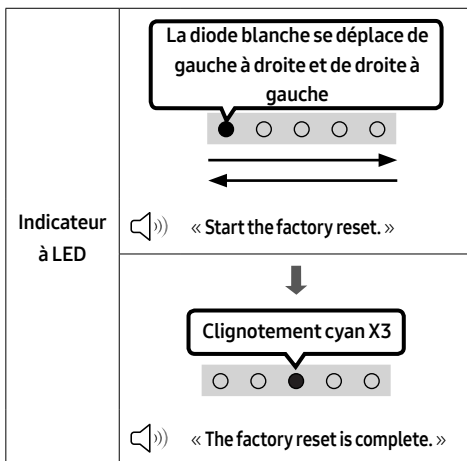 La diode blanche se déplace de
gauche à droite et de droite à
gauche
Indicateur
à LED
« Start the factory reset. »
Clignotement cyan X3
« The factory reset is complete. »